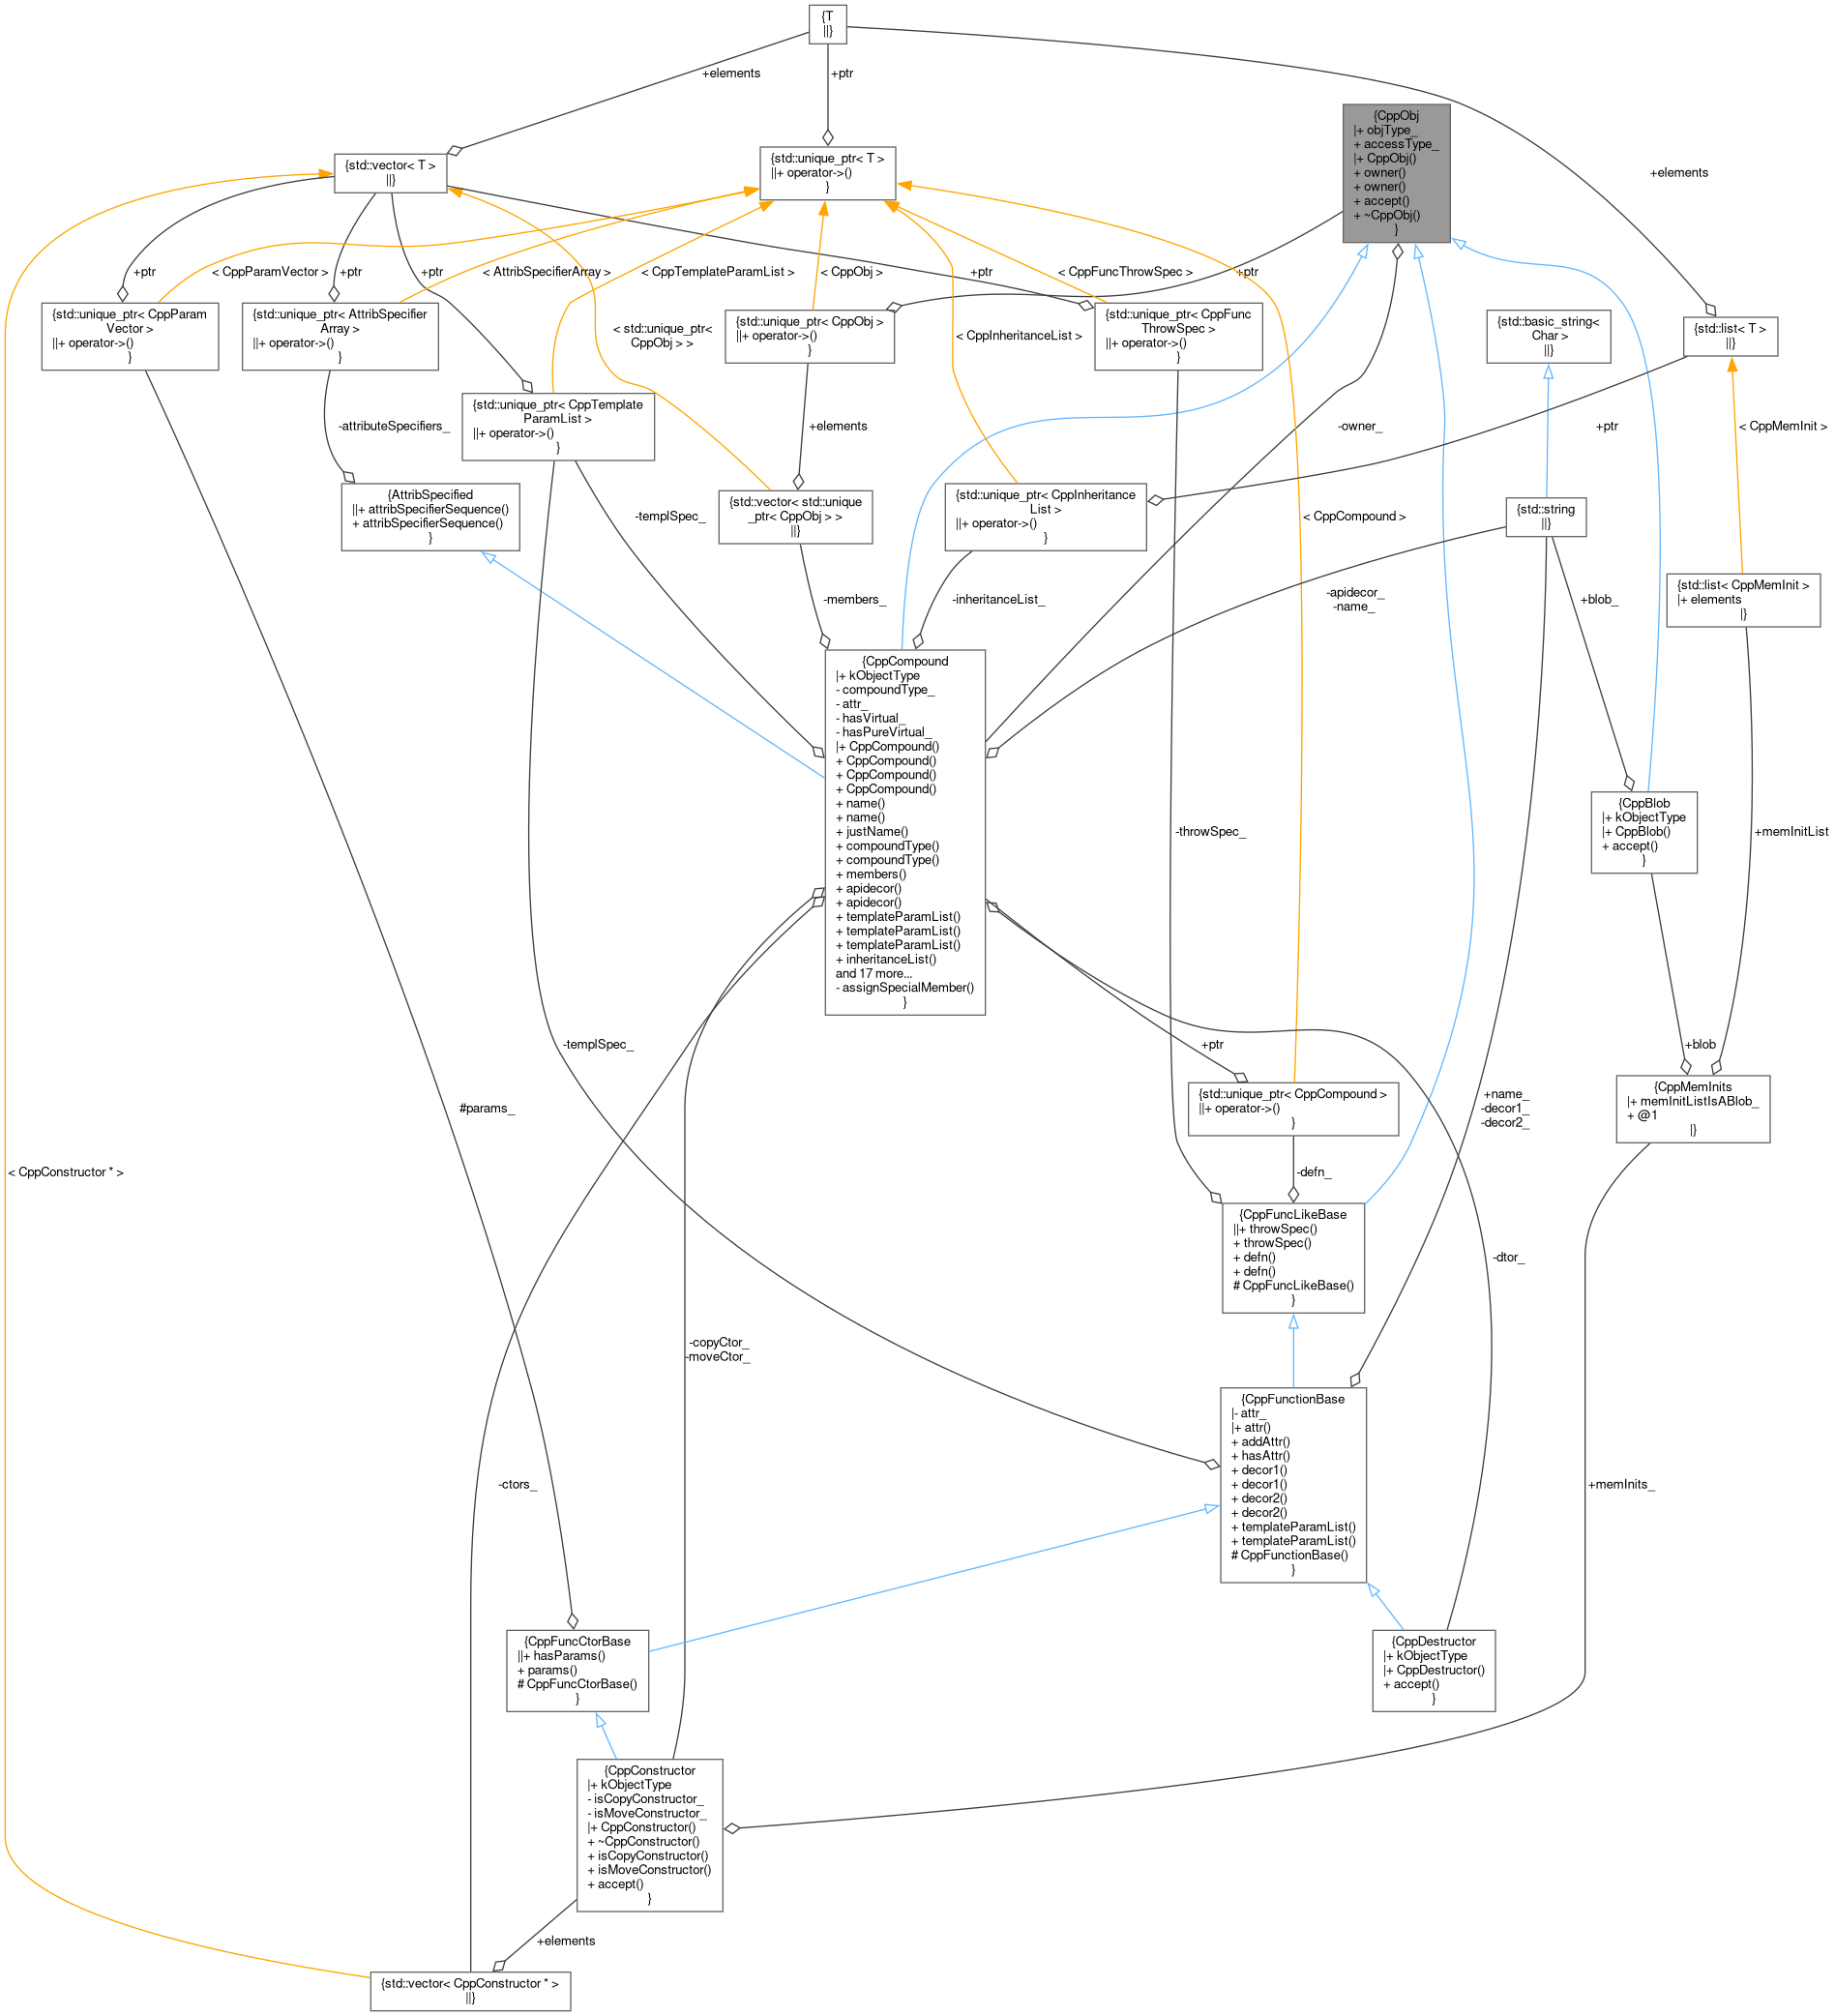 {T
||}
+elements
+ptr
{CppObj
|+ objType_
+ accessType_
|+ CppObj()
+ owner()
+ owner()
+ accept()
+ ~CppObj()
}
{std::vector< T >
||}
{std::unique_ptr< T >
||+ operator->()
}
+elements
+ptr
< CppParamVector >
+ptr
< AttribSpecifierArray >
+ptr
< CppTemplateParamList >
< CppObj >
+ptr
< CppFuncThrowSpec >
+ptr
{std::unique_ptr< CppParam
Vector >
||+ operator->()
}
{std::unique_ptr< AttribSpecifier
Array >
||+ operator->()
}
< std::unique_ptr<
CppObj > >
{std::unique_ptr< CppObj >
||+ operator->()
}
< CppInheritanceList >
{std::unique_ptr< CppFunc
ThrowSpec >
||+ operator->()
}
{std::basic_string<
Char >
||}
{std::list< T >
||}
-attributeSpecifiers_
{std::unique_ptr< CppTemplate
ParamList >
||+ operator->()
}
+elements
-owner_
+ptr
< CppMemInit >
{AttribSpecified
||+ attribSpecifierSequence()
+ attribSpecifierSequence()
}
-templSpec_
{std::vector< std::unique
_ptr< CppObj > >
||}
{std::unique_ptr< CppInheritance
List >
||+ operator->()
}
< CppCompound >
{std::string
||}
-members_
-inheritanceList_
-apidecor_
-name_
+blob_
{std::list< CppMemInit >
|+ elements
|}
{CppCompound
|+ kObjectType
- compoundType_
- attr_
- hasVirtual_
- hasPureVirtual_
|+ CppCompound()
+ CppCompound()
+ CppCompound()
+ CppCompound()
+ name()
+ name()
+ justName()
+ compoundType()
+ compoundType()
+ members()
+ apidecor()
+ apidecor()
+ templateParamList()
+ templateParamList()
+ templateParamList()
+ inheritanceList()
and 17 more...
- assignSpecialMember()
}
-throwSpec_
{CppBlob
|+ kObjectType
|+ CppBlob()
+ accept()
}
+memInitList
-templSpec_
+ptr
+blob
#params_
{std::unique_ptr< CppCompound >
||+ operator->()
}
+name_
-decor1_
-decor2_
{CppMemInits
|+ memInitListIsABlob_
+ @1
|}
< CppConstructor * >
-defn_
{CppFuncLikeBase
||+ throwSpec()
+ throwSpec()
+ defn()
+ defn()
# CppFuncLikeBase()
}
-dtor_
-copyCtor_
-moveCtor_
{CppFunctionBase
|- attr_
|+ attr()
+ addAttr()
+ hasAttr()
+ decor1()
+ decor1()
+ decor2()
+ decor2()
+ templateParamList()
+ templateParamList()
# CppFunctionBase()
}
-ctors_
+memInits_
{CppFuncCtorBase
||+ hasParams()
+ params()
# CppFuncCtorBase()
}
{CppDestructor
|+ kObjectType
|+ CppDestructor()
+ accept()
}
{CppConstructor
|+ kObjectType
- isCopyConstructor_
- isMoveConstructor_
|+ CppConstructor()
+ ~CppConstructor()
+ isCopyConstructor()
+ isMoveConstructor()
+ accept()
}
+elements
{std::vector< CppConstructor * >
||}